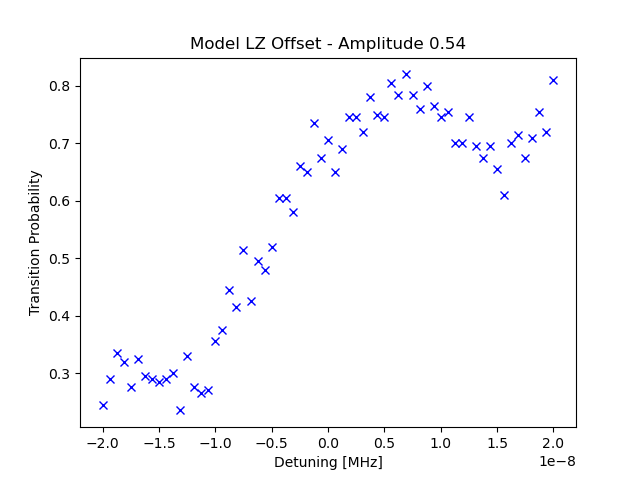 Model LZ Offset - Amplitude 0.54
0.8
0.7
0.6
0.5
0.4
0.3
Transition Probability
−2.0 −1.5 −1.0 −0.5 0.0 0.5 1.0 1.5 2.0
1e−8
Detuning [MHz]